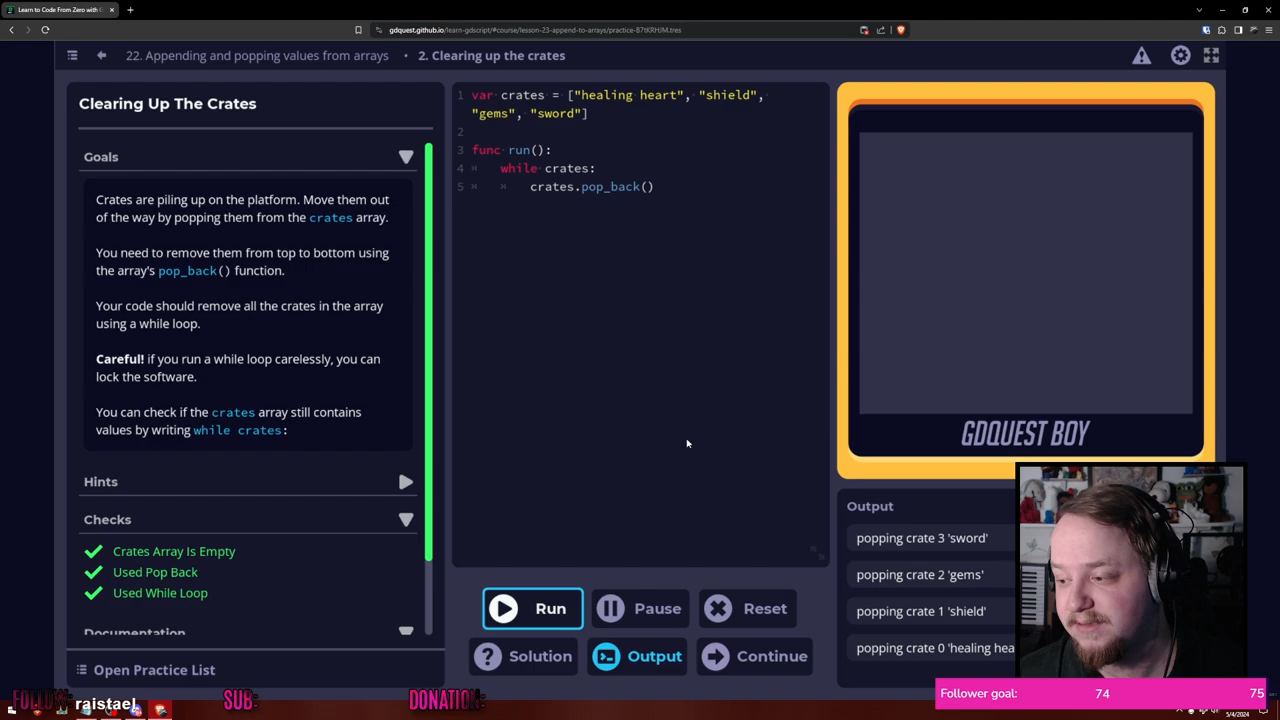 Learn to Code From Zero with
gdquest.github.io/learn-gdscript/#course/lesson-23-append-to-arrays/practice-87tKRHJM.tres
22. Appending and popping values from arrays • 2. Clearing up the crates
Clearing Up The Crates
Goals
Crates are piling up on the platform. Move them out
of the way by popping them from the crates array.
You need to remove them from top to bottom using
the array's pop_back() function.
Your code should remove all the crates in the array
using a while loop.
Careful! if you run a while loop carelessly, you can
lock the software.
You can check if the crates array still contains
values by writing while crates:
Hints
Checks
Crates Array Is Empty
Used Pop Back
Used While Loop
Documentation
Open Practice List
1 var crates = ["healing heart", "shield",
"gems", "sword"]
2
3 func run():
4 while crates:
5 crates.pop_back()
Run
Pause
Reset
Solution
Output
Continue
GDQUEST BOY
Output
popping crate 3 'sword'
popping crate 2 'gems'
popping crate 1 'shield'
popping crate 0 'healing hea
FOLLOW: raistael
SUB:
DONATION:
Follower goal: 74 75
5/4/2024